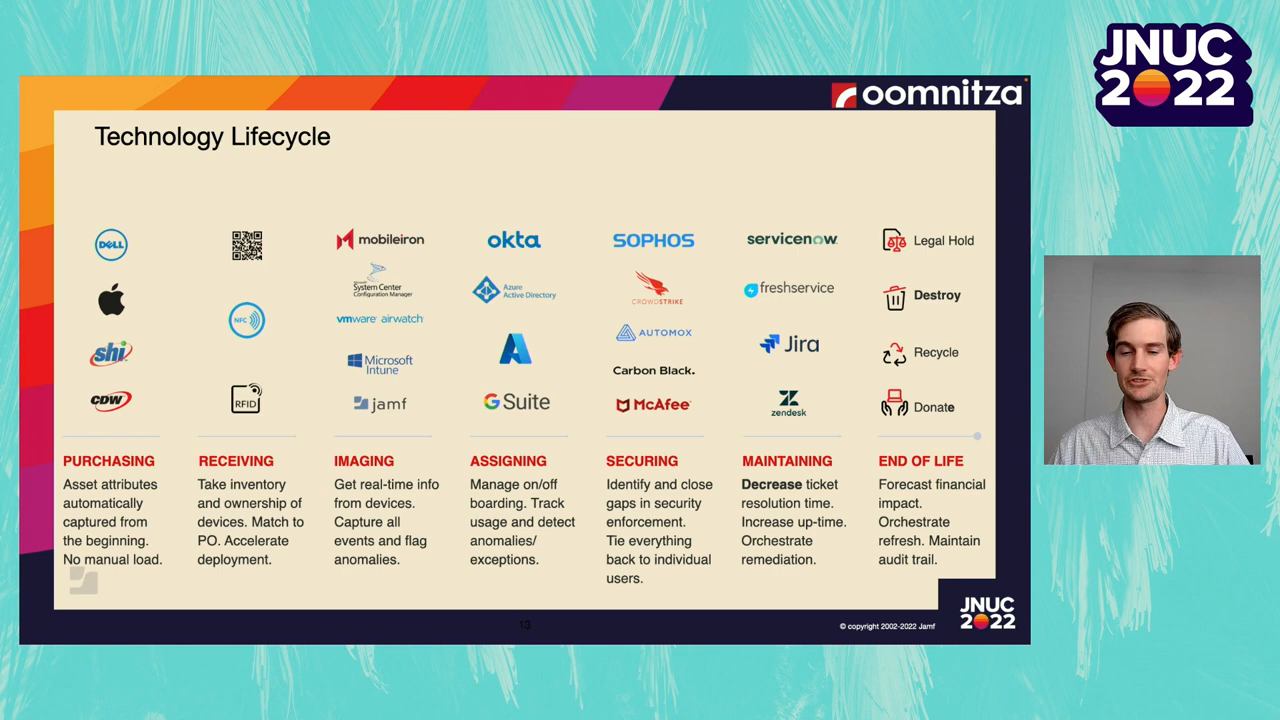 JNUC
2022
oomnitza
Technology Lifecycle
DELL
shi
CDW
NFC
RFID
mobileiron
Microsoft
System Center
Configuration Manager
vmware airwatch
Microsoft
Intune
jamf
okta
Azure
Active Directory
G Suite
SOPHOS
CROWDSTRIKE
AUTOMOX
Carbon Black.
McAfee
servicenow
freshservice
Jira
zendesk
Legal Hold
Destroy
Recycle
Donate
PURCHASING
Asset attributes
automatically
captured from
the beginning.
No manual load.
RECEIVING
Take inventory
and ownership of
devices. Match to
PO. Accelerate
deployment.
IMAGING
Get real-time info
from devices.
Capture all
events and flag
anomalies.
ASSIGNING
Manage on/off
boarding. Track
usage and detect
anomalies/
exceptions.
SECURING
Identify and close
gaps in security
enforcement.
Tie everything
back to individual
users.
MAINTAINING
Decrease ticket
resolution time.
Increase up-time.
Orchestrate
remediation.
END OF LIFE
Forecast financial
impact.
Orchestrate
refresh. Maintain
audit trail.
13
© copyright 2002-2022 Jamf
JNUC
2022